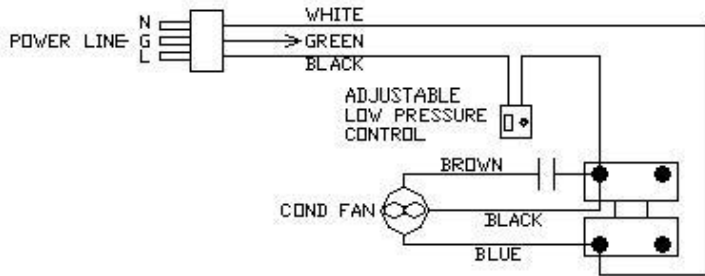 WHITE
N
POWER LINE G GREEN
L
BLACK
ADJUSTABLE
LOW PRESSURE
CONTROL
BROWN
COND FAN
BLACK
BLUE